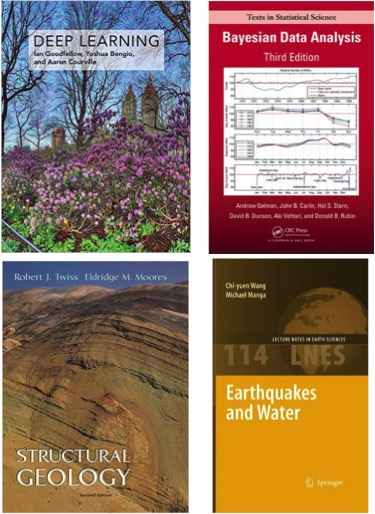 DEEP LEARNING
Ian Goodfellow, Yoshua Bengio,
and Aaron Courville
Texts in Statistical Science
Bayesian Data Analysis
Third Edition
Andrew Gelman, John B. Carlin, Hal S. Stern,
David B. Dunson, Aki Vehtari, and Donald B. Rubin
CRC Press
A CHAPMAN & HALL BOOK
Robert J. Twiss Eldridge M. Moores
STRUCTURAL
GEOLOGY
Second Edition
Chi-yuen Wang
Michael Manga
LECTURE NOTES IN EARTH SCIENCES
114 LNES
Earthquakes
and Water
Springer